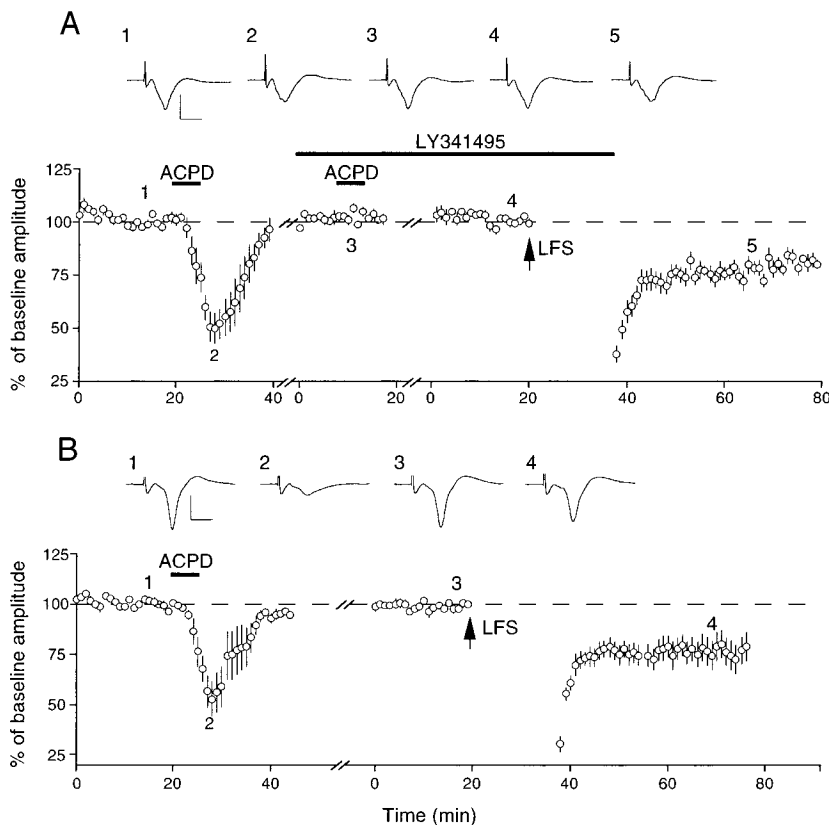 A
1 2 3 4 5
LY341495
ACPD ACPD
% of baseline amplitude
125
100
75
50
25
1
2
3
4
LFS
5
0 20 40 0 20 0 20 40 60 80
B
1 2 3 4
ACPD
% of baseline amplitude
125
100
75
50
25
1
2
3
LFS
4
0 20 40 0 20 40 60 80
Time (min)